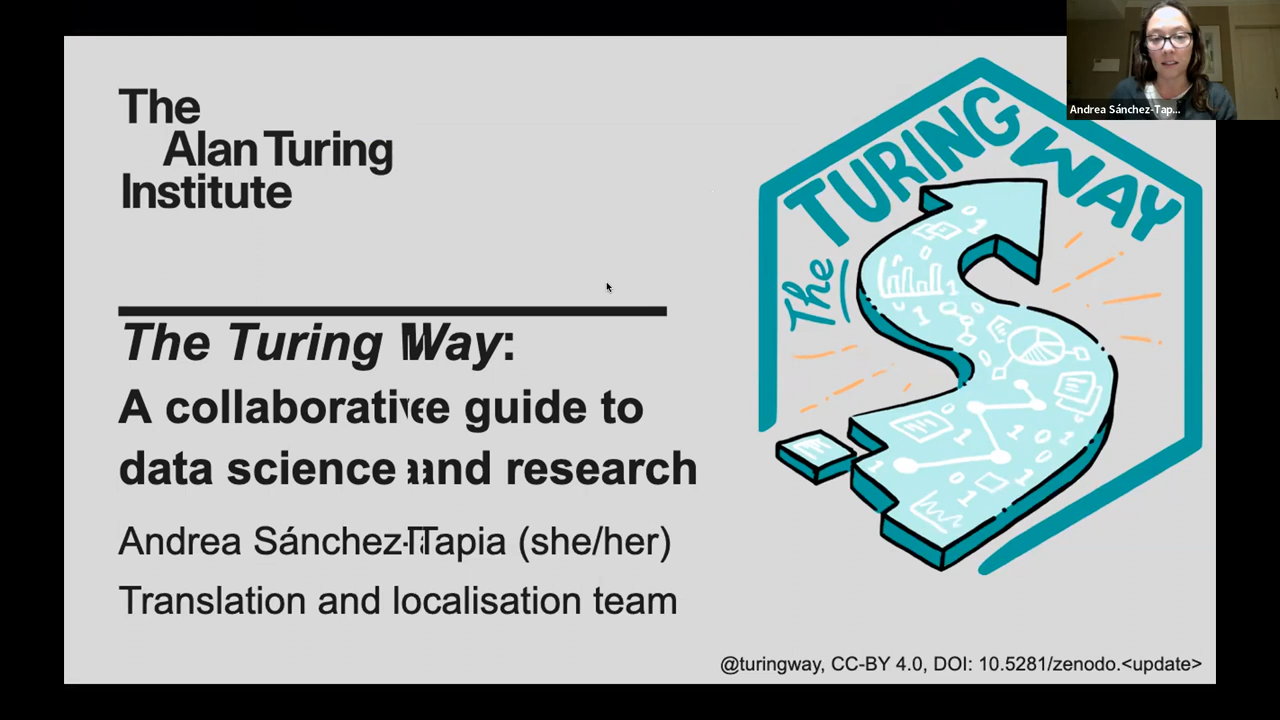 The
Alan Turing
Institute
The Turing Way:
A collaborative guide to
data science and research
Andrea Sánchez-Tapia (she/her)
Translation and localisation team
@turingway, CC-BY 4.0, DOI: 10.5281/zenodo.<update>
The TURING WAY
Andrea Sánchez-Tap...